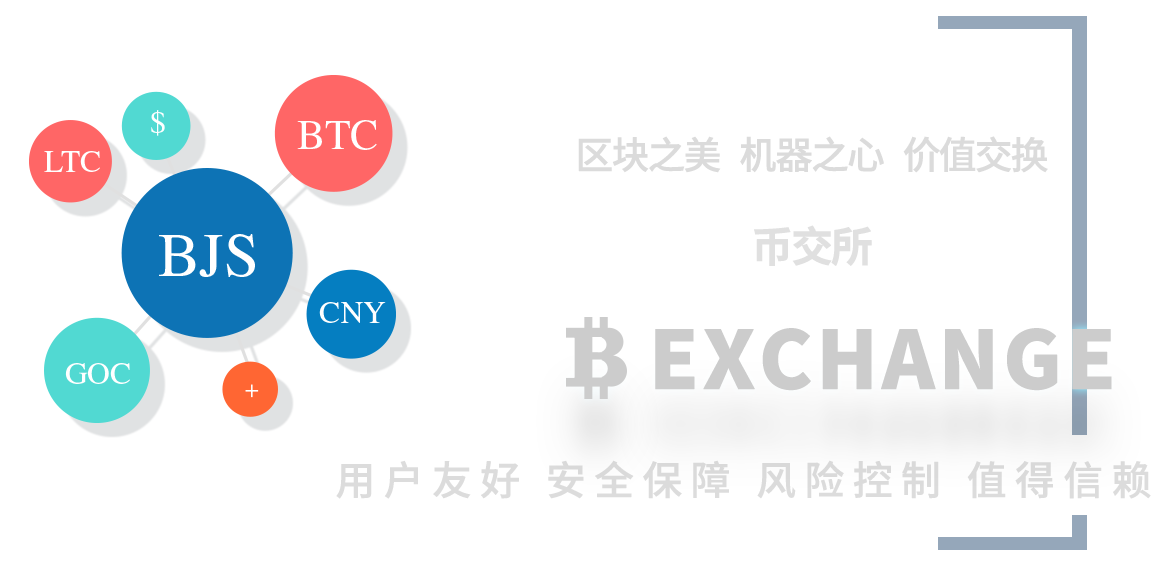 $
LTC
BTC
BJS
CNY
GOC
+
区块之美 机器之心 价值交换
币交所
₿ EXCHANGE
用户友好 安全保障 风险控制 值得信赖